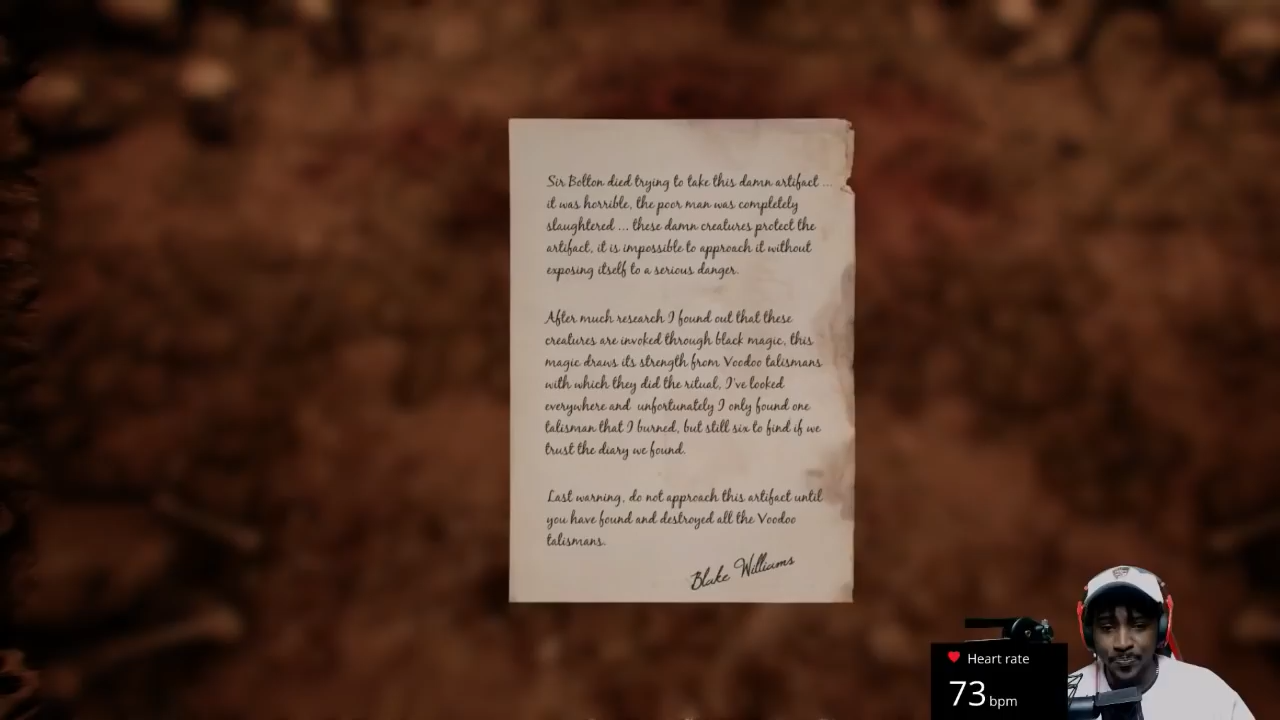 Sir Bolton died trying to take this damn artifact ...
it was horrible, the poor man was completely
slaughtered ... these damn creatures protect the
artifact, it is impossible to approach it without
exposing itself to a serious danger.
After much research I found out that these
creatures are invoked through black magic, this
magic draws its strength from Voodoo talismans
with which they did the ritual, I've looked
everywhere and unfortunately I only found one
talisman that I burned, but still six to find if we
trust the diary we found.
Last warning, do not approach this artifact until
you have found and destroyed all the Voodoo
talismans.
Blake Williams
Heart rate
73 bpm